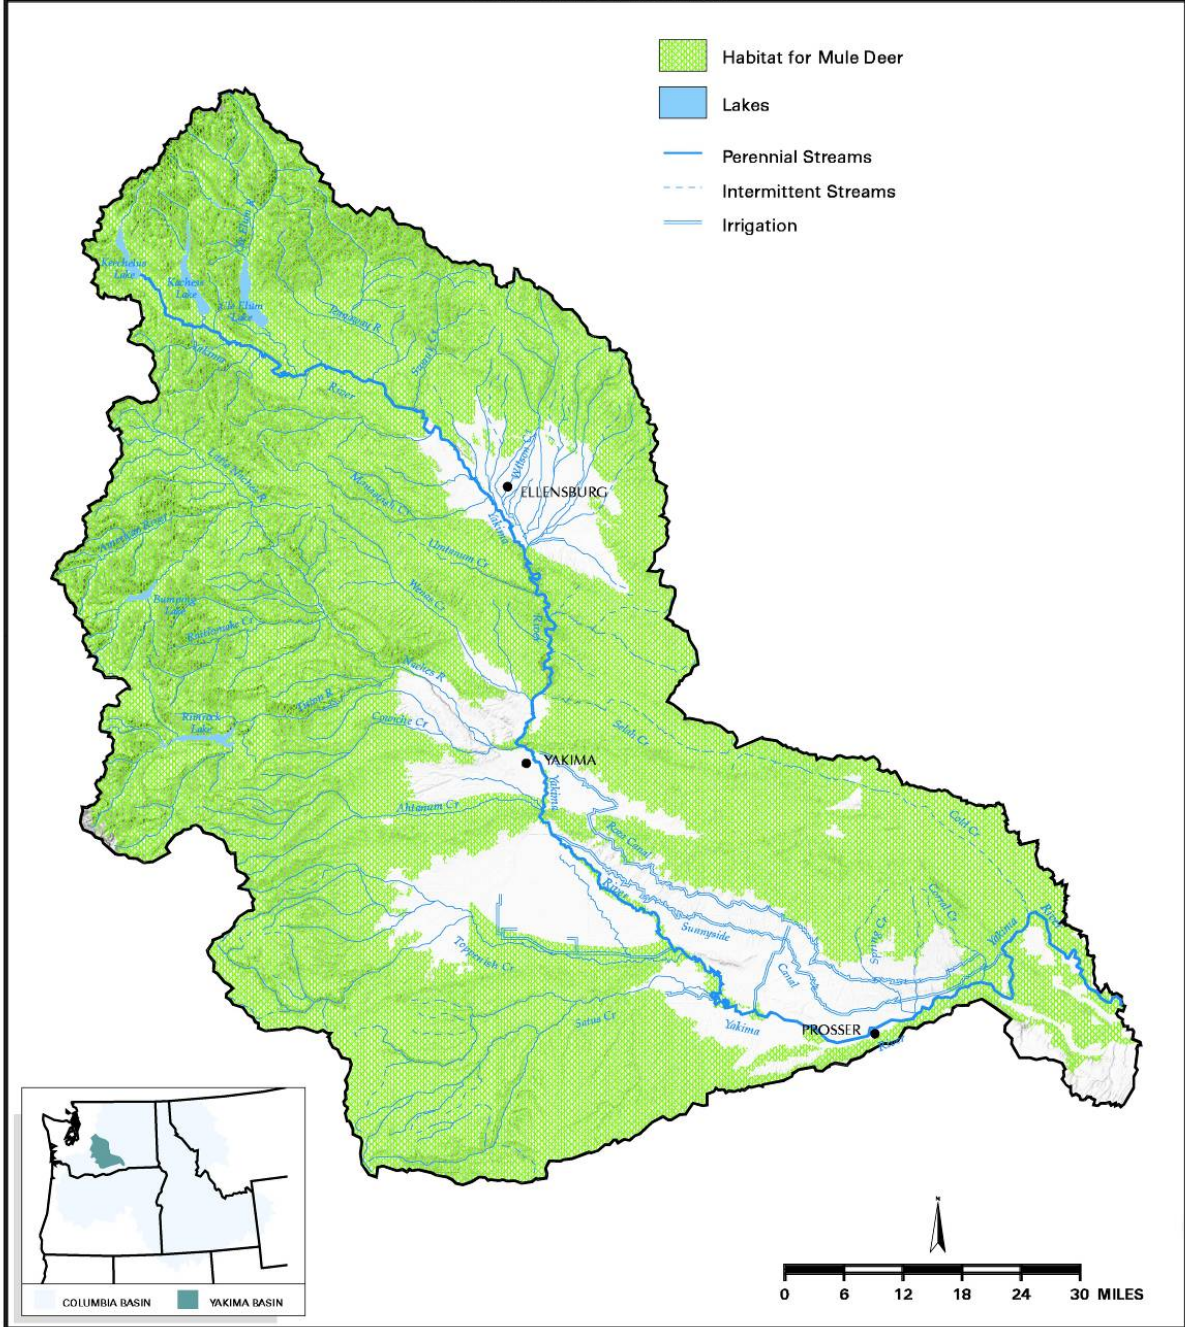 Habitat for Mule Deer
Lakes
Perennial Streams
Intermittent Streams
Irrigation
Cle Elum R
Keechelus
Lake
Kachess
Lake
Cle Elum
Lake
Teanaway R
Yakima
Swauk Cr
River
Wilson Cr
Little Naches R
Manastash Cr
ELLENSBURG
Yakima
American River
Umtanum Cr
Bumping
Lake
Wenas Cr
River
Rattlesnake Cr
Naches R
Tieton R
Rimrock
Lake
Cowiche Cr
Selah Cr
YAKIMA
Yakima
Ahtanum Cr
Roza Canal
Cold Cr
River
Corral Cr
Sunnyside
Spring Cr
Yakima
River
Toppenish Cr
Canal
Satus Cr
Yakima
PROSSER
River
COLUMBIA BASIN
YAKIMA BASIN
N
0 6 12 18 24 30 MILES